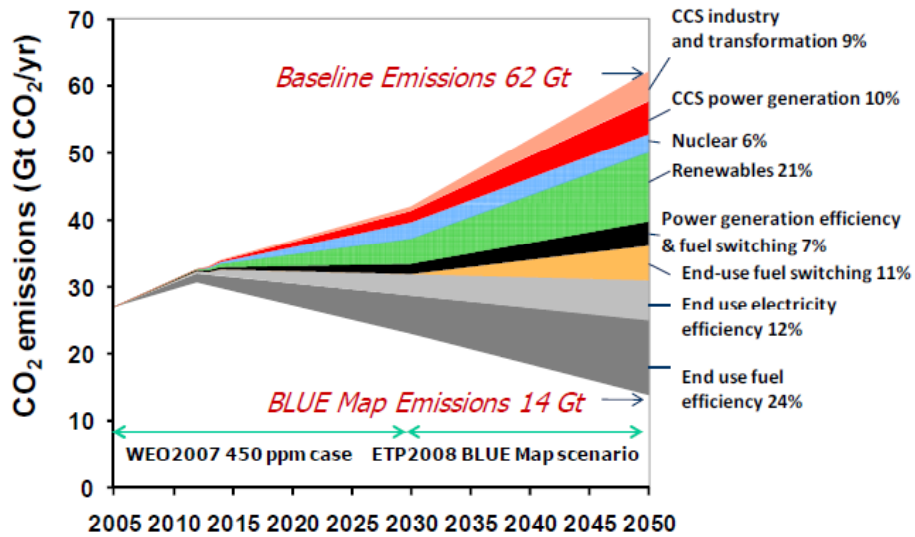 CO2 emissions (Gt CO2/yr)
70
60
50
40
30
20
10
0
Baseline Emissions 62 Gt
BLUE Map Emissions 14 Gt
WEO2007 450 ppm case
ETP2008 BLUE Map scenario
2005 2010 2015 2020 2025 2030 2035 2040 2045 2050
CCS industry
and transformation 9%
CCS power generation 10%
Nuclear 6%
Renewables 21%
Power generation efficiency
& fuel switching 7%
End-use fuel switching 11%
End use electricity
efficiency 12%
End use fuel
efficiency 24%